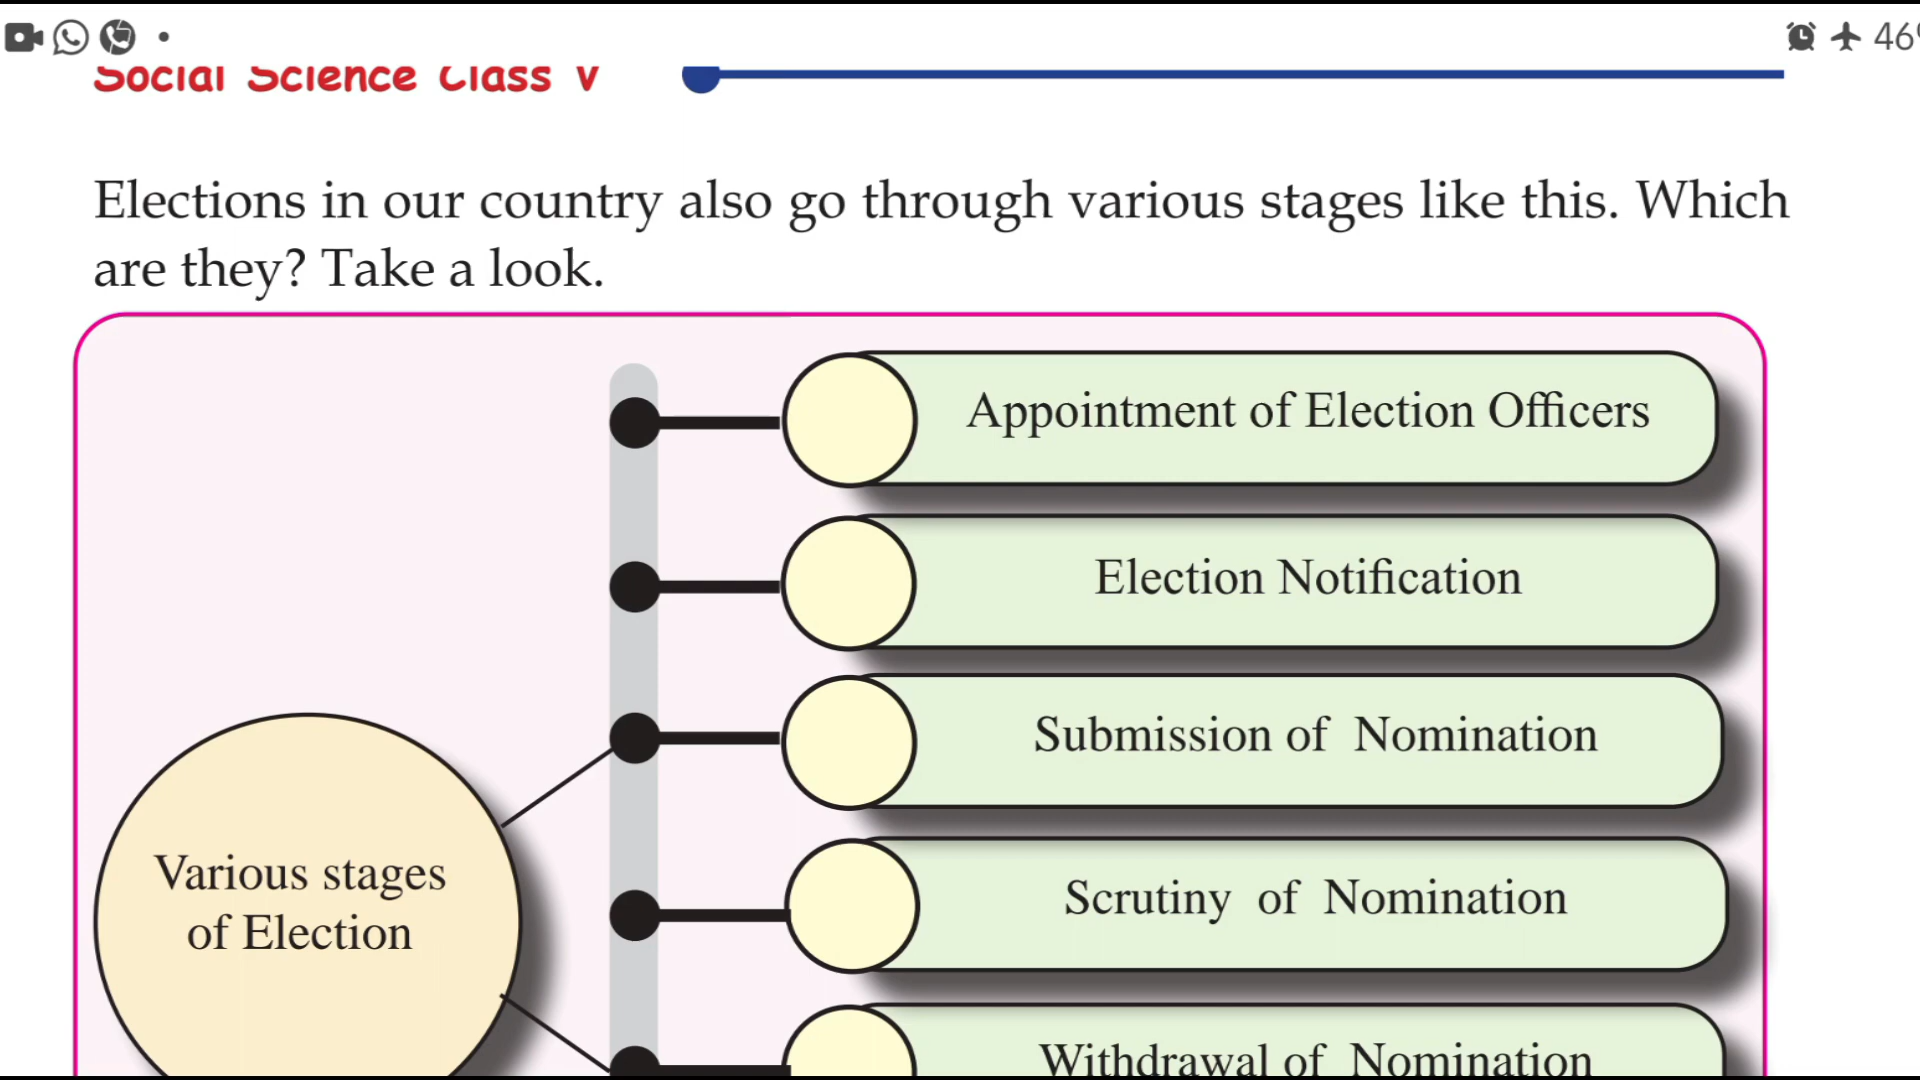 46
Social Science Class V
Elections in our country also go through various stages like this. Which
are they? Take a look.
Appointment of Election Officers
Election Notification
Submission of Nomination
Scrutiny of Nomination
Various stages
of Election
Withdrawal of Nomination